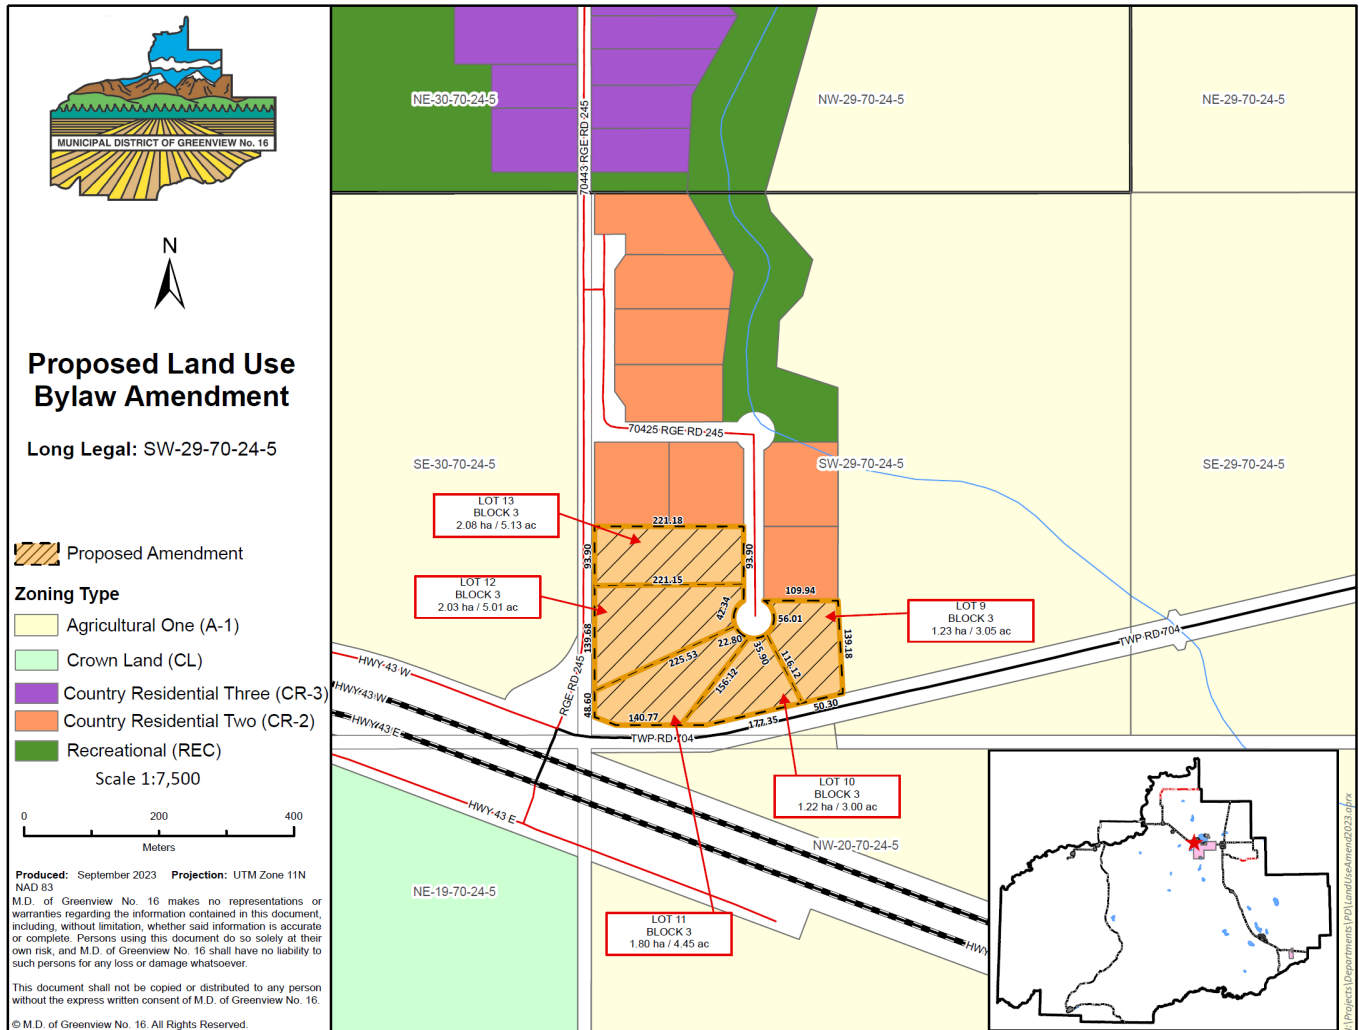 MUNICIPAL DISTRICT OF GREENVIEW No. 16
N
Proposed Land Use
Bylaw Amendment
Long Legal: SW-29-70-24-5
Proposed Amendment
Zoning Type
Agricultural One (A-1)
Crown Land (CL)
Country Residential Three (CR-3)
Country Residential Two (CR-2)
Recreational (REC)
Scale 1:7,500
0 200 400
Meters
Produced: September 2023 Projection: UTM Zone 11N
NAD 83
M.D. of Greenview No. 16 makes no representations or
warranties regarding the information contained in this document,
including, without limitation, whether said information is accurate
or complete. Persons using this document do so solely at their
own risk, and M.D. of Greenview No. 16 shall have no liability to
such persons for any loss or damage whatsoever.
This document shall not be copied or distributed to any person
without the express written consent of M.D. of Greenview No. 16.
© M.D. of Greenview No. 16. All Rights Reserved.
NE-30-70-24-5
NW-29-70-24-5
NE-29-70-24-5
70443 RGE RD 245
70425 RGE RD 245
SE-30-70-24-5
SW-29-70-24-5
SE-29-70-24-5
LOT 13
BLOCK 3
2.08 ha / 5.13 ac
221.18
93.90
93.90
LOT 12
BLOCK 3
2.03 ha / 5.01 ac
221.15
42.34
109.94
56.01
LOT 9
BLOCK 3
1.23 ha / 3.05 ac
139.68
139.18
22.80
225.53
35.90
116.12
156.12
48.60
140.77
177.35
50.30
TWP RD 704
TWP RD 704
RGE RD 245
HWY 43 W
HWY 43 W
HWY 43 E
HWY 43 E
LOT 10
BLOCK 3
1.22 ha / 3.00 ac
NW-20-70-24-5
NE-19-70-24-5
LOT 11
BLOCK 3
1.80 ha / 4.45 ac
HWY
:\Projects\Departments\PD\LandUseAmend2023.aprx